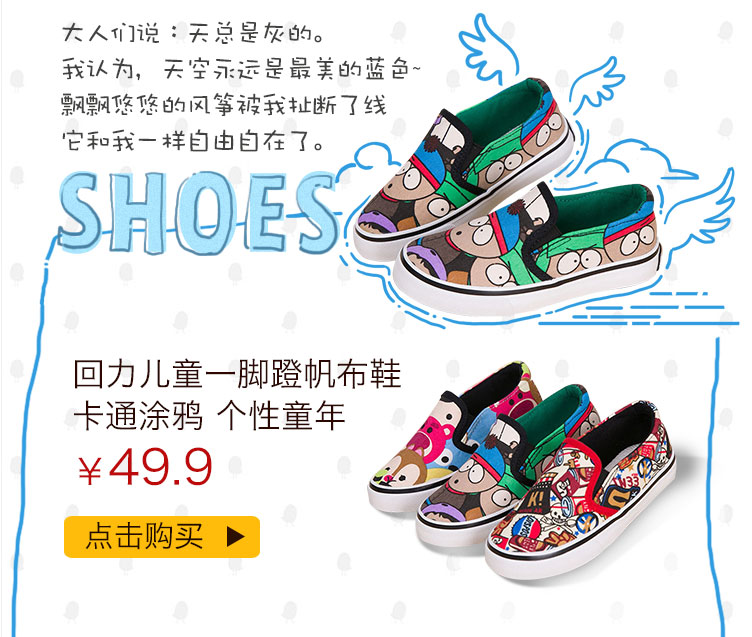 大人们说：天总是灰的。
我认为，天空永远是最美的蓝色~
飘飘悠悠的风筝被我扯断了线
它和我一样自由自在了。
SHOES
回力儿童一脚蹬帆布鞋
卡通涂鸦 个性童年
￥49.9
点击购买